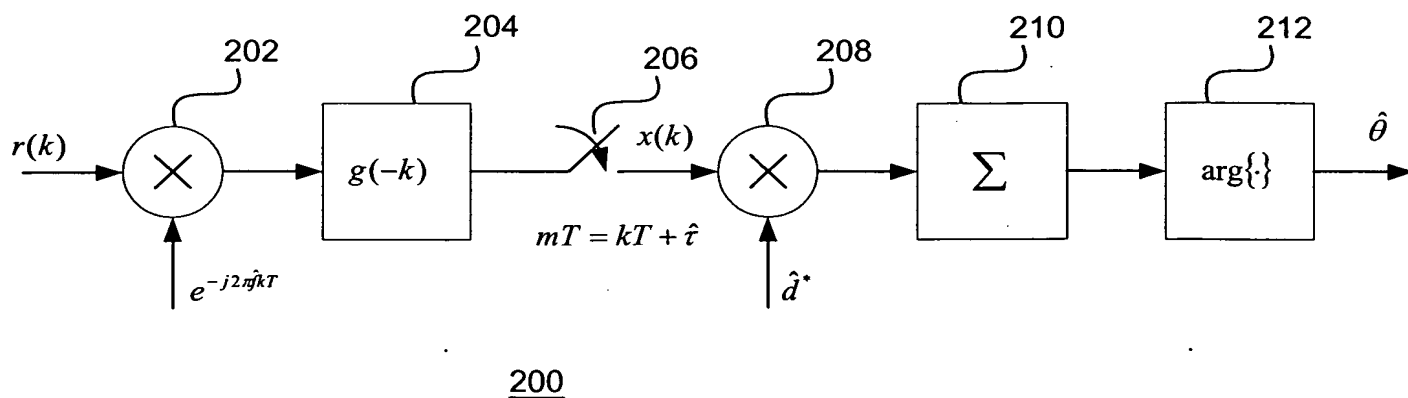 202
204
206
208
210
212
r(k)
×
g(-k)
x(k)
×
Σ
arg{·}
θ̂
mT = kT + τ̂
e^{-j2πf̂kT}
d̂*
200